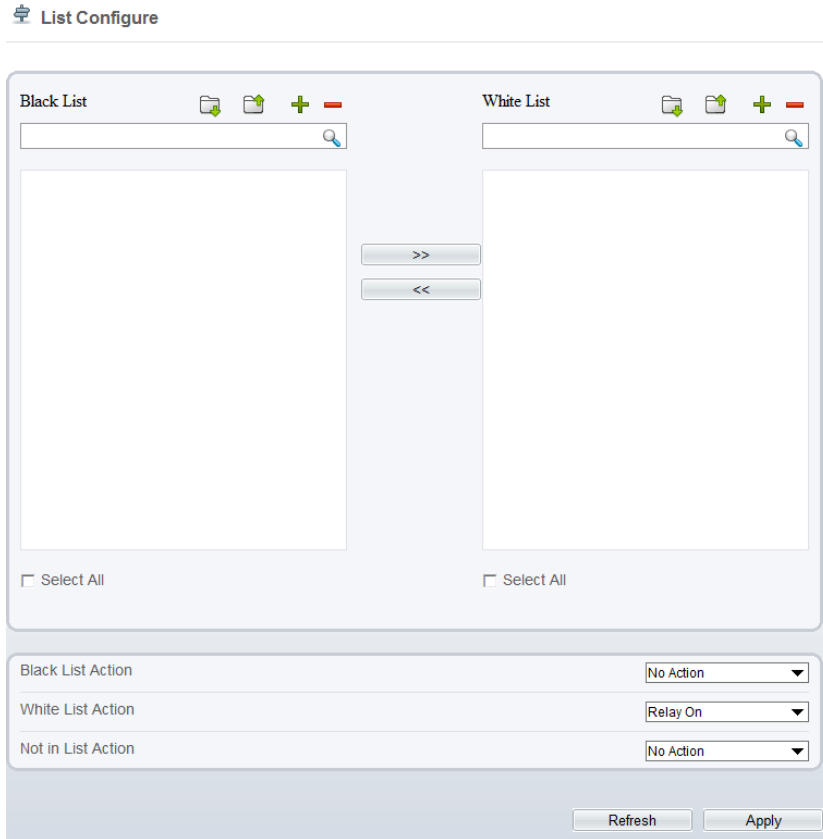 List Configure
Black List
White List
>>
<<
Select All
Select All
Black List Action
No Action
White List Action
Relay On
Not in List Action
No Action
Refresh
Apply